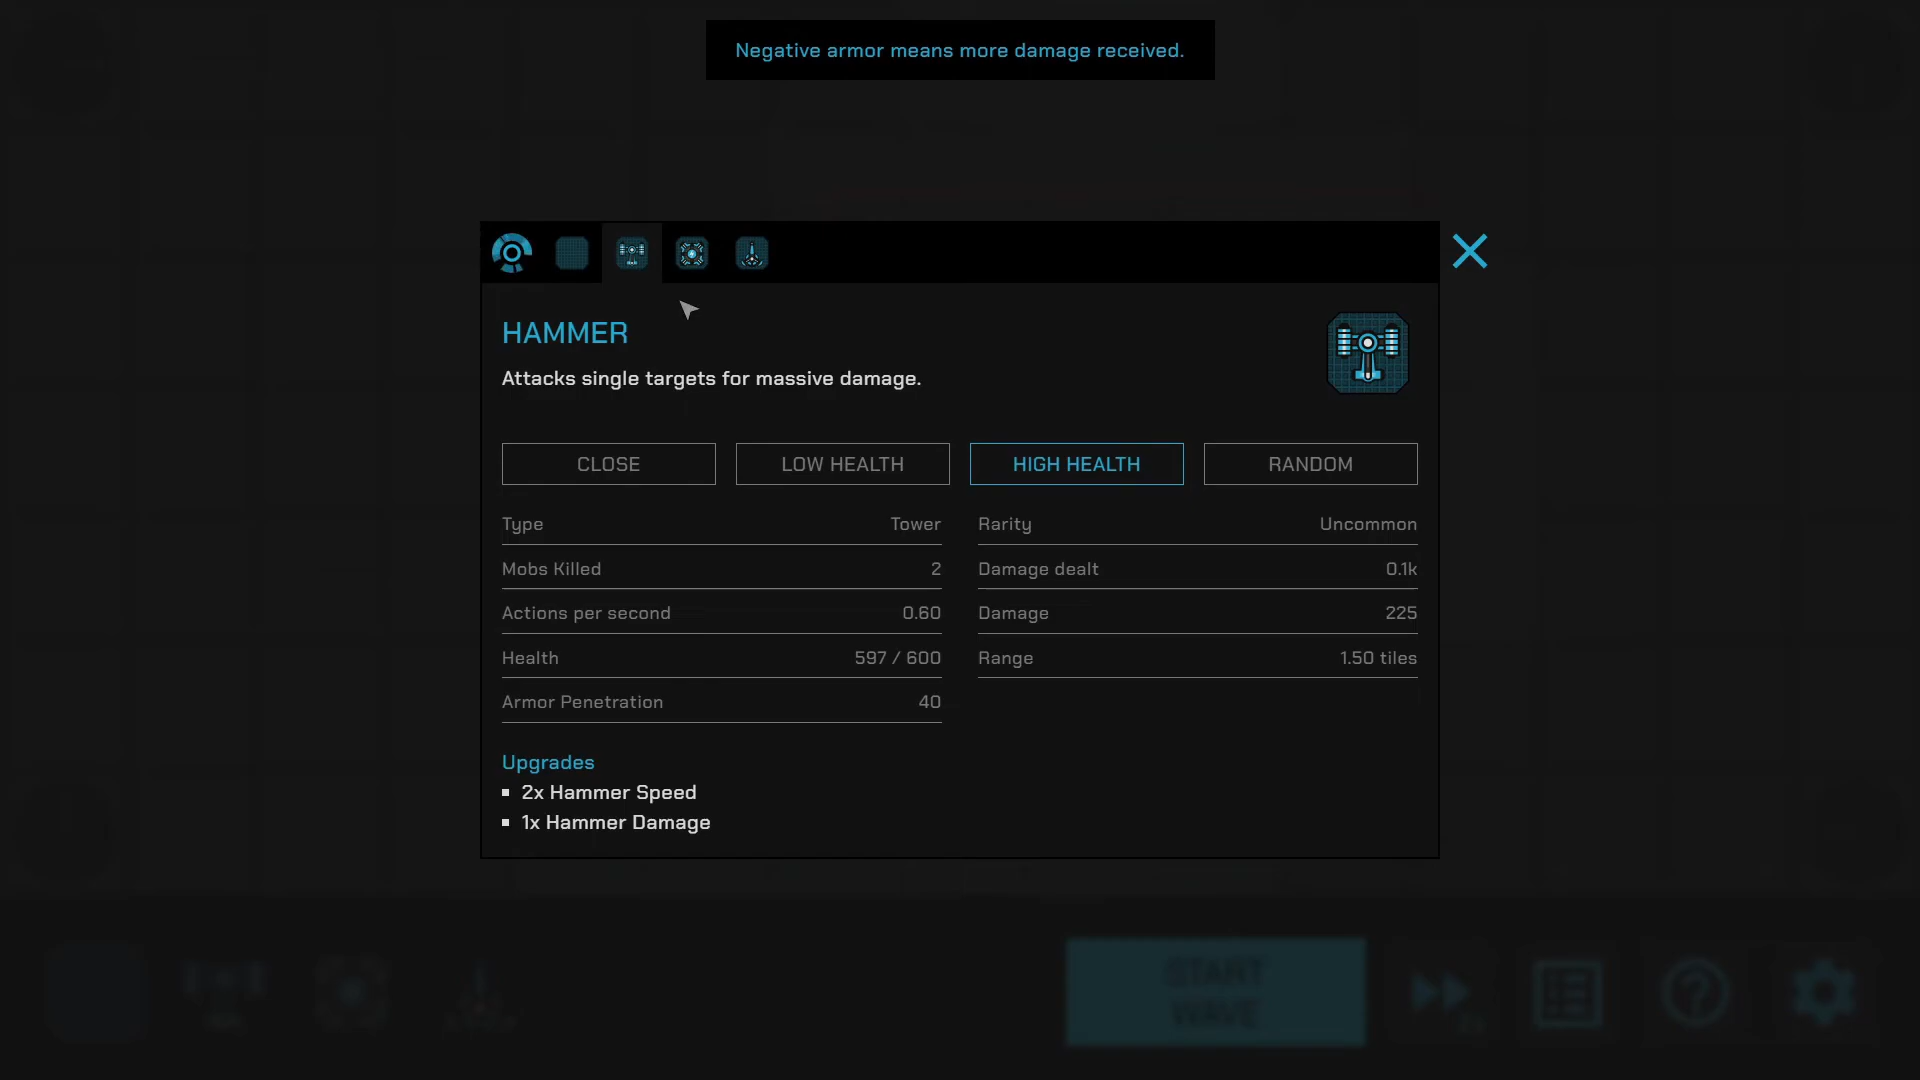 Negative armor means more damage received.
HAMMER
Attacks single targets for massive damage.
CLOSE
LOW HEALTH
HIGH HEALTH
RANDOM
Type Tower
Rarity Uncommon
Mobs Killed 2
Damage dealt 0.1k
Actions per second 0.60
Damage 225
Health 597 / 600
Range 1.50 tiles
Armor Penetration 40
Upgrades
▪ 2x Hammer Speed
▪ 1x Hammer Damage
START
WAVE